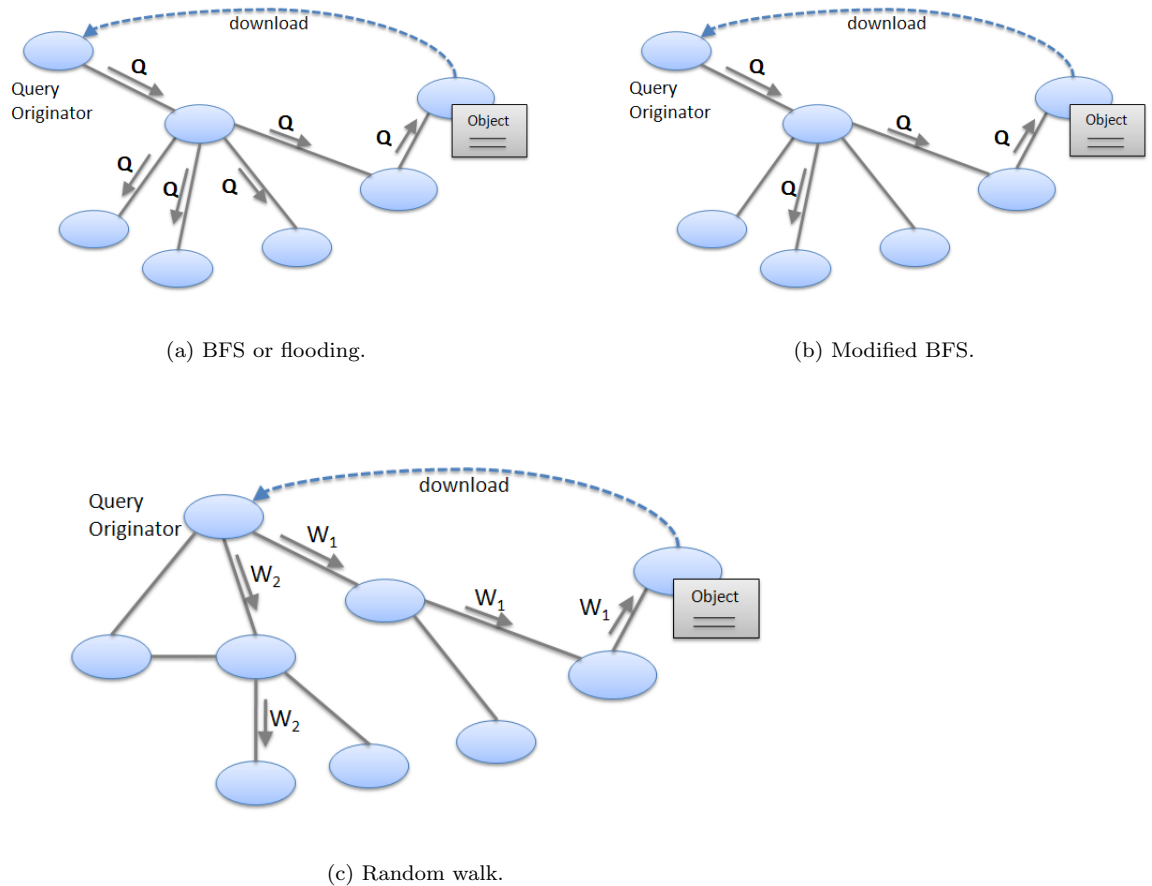 download
Q
Query
Originator
Q
Q
Object
Q
Q
Q
(a) BFS or flooding.
download
Q
Query
Originator
Q
Q
Object
Q
(b) Modified BFS.
download
Query
Originator
W1
W2
W1
W1
Object
W2
(c) Random walk.